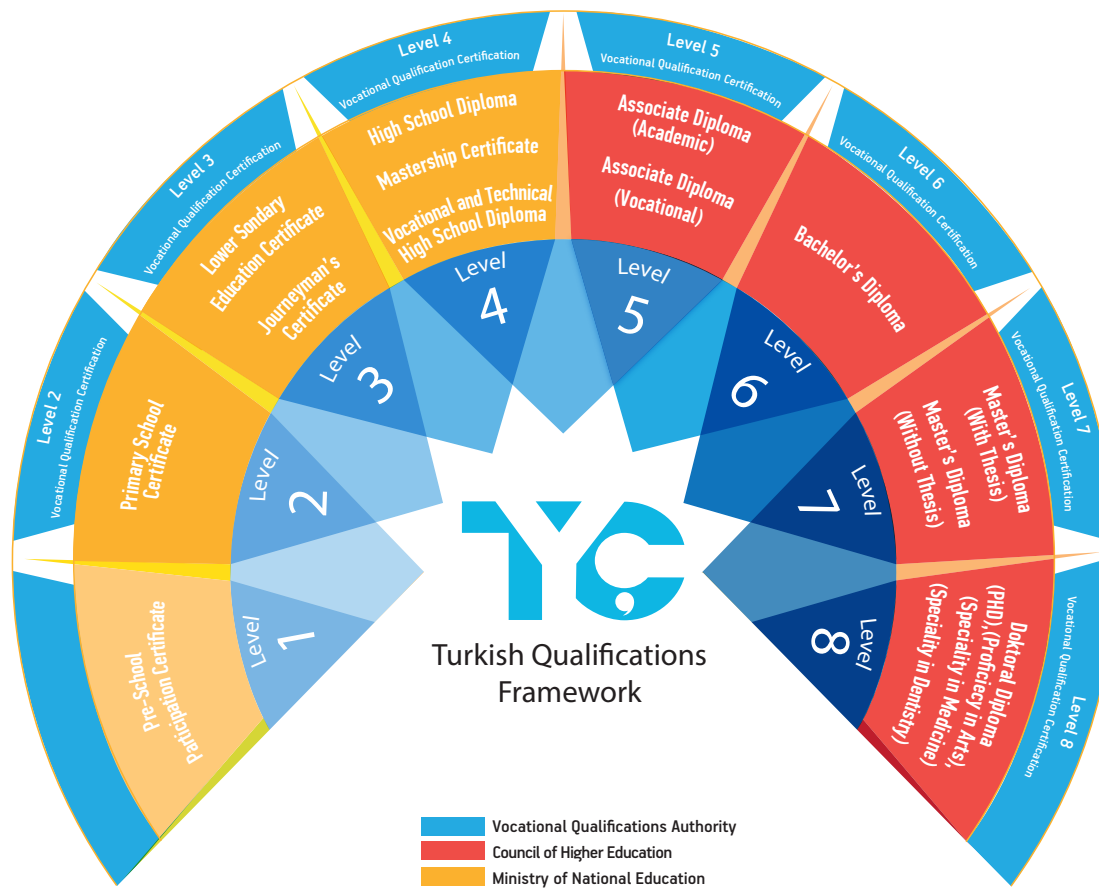 Level 2
Vocational Qualification Certification
Level 3
Vocational Qualification Certification
Level 4
Vocational Qualification Certification
Level 5
Vocational Qualification Certification
Level 6
Vocational Qualification Certification
Level 7
Vocational Qualification Certification
Level 8
Vocational Qualification Certification
Pre-School
Participation Certificate
Primary School
Certificate
Lower Sondary
Education Certificate
Journeyman's
Certificate
High School Diploma
Mastership Certificate
Vocational and Technical
High School Diploma
Associate Diploma
(Academic)
Associate Diploma
(Vocational)
Bachelor's Diploma
Master's Diploma
(With Thesis)
Master's Diploma
(Without Thesis)
Doktoral Diploma
(PHD), (Proficiecy in Arts),
(Speciality in Medicine)
(Speciality in Dentistry)
Level
1
Level
2
Level
3
Level
4
Level
5
Level
6
Level
7
Level
8
TYÇ
Turkish Qualifications
Framework
Vocational Qualifications Authority
Council of Higher Education
Ministry of National Education